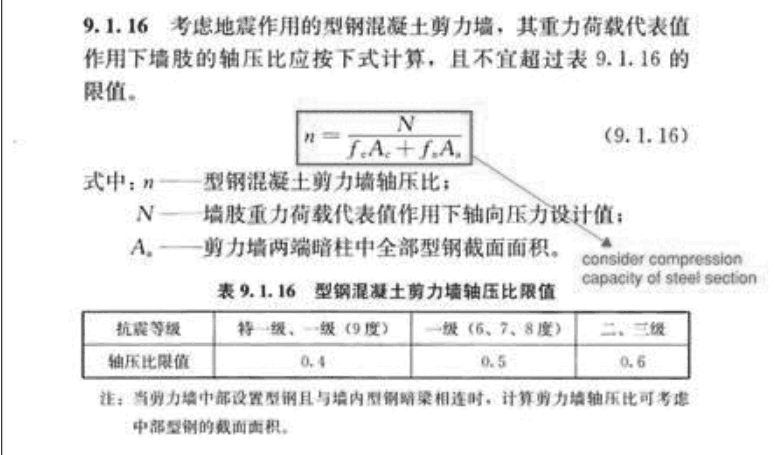 9.1.16 考虑地震作用的型钢混凝土剪力墙，其重力荷载代表值
作用下墙肢的轴压比应按下式计算，且不宜超过表 9.1.16 的
限值。
n = N / (f_c A_c + f_a A_a) (9.1.16)
式中：n——型钢混凝土剪力墙轴压比；
N——墙肢重力荷载代表值作用下轴向压力设计值；
A_a——剪力墙两端暗柱中全部型钢截面面积。
consider compression
capacity of steel section
表 9.1.16 型钢混凝土剪力墙轴压比限值
抗震等级 特一级、一级（9度） 一级（6、7、8度） 二、三级
轴压比限值 0.4 0.5 0.6
注：当剪力墙中部设置型钢且与墙内型钢暗梁相连时，计算剪力墙轴压比可考虑
中部型钢的截面面积。